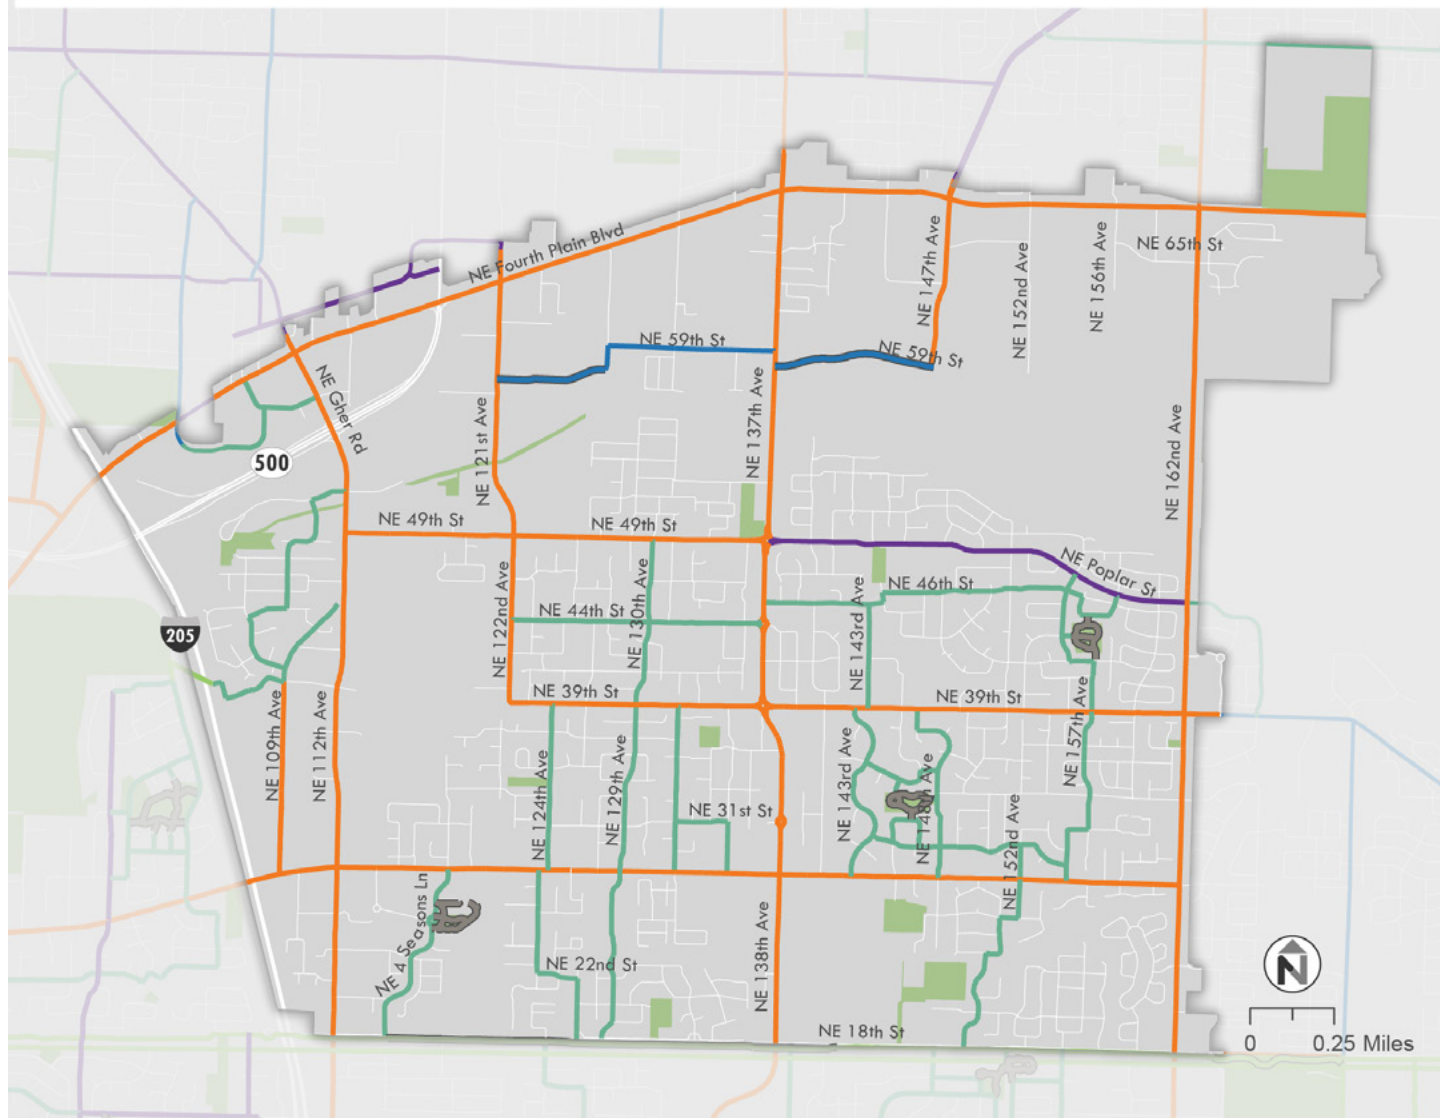 NE Fourth Plain Blvd
NE 65th St
NE 147th Ave
NE 152nd Ave
NE 156th Ave
NE 59th St
NE 59th St
NE Gher Rd
NE 121st Ave
NE 137th Ave
NE 162nd Ave
500
NE 49th St
NE 49th St
NE Poplar St
NE 46th St
NE 44th St
NE 122nd Ave
NE 130th Ave
NE 143rd Ave
205
NE 39th St
NE 39th St
NE 109th Ave
NE 112th Ave
NE 124th Ave
NE 129th Ave
NE 31st St
NE 143rd Ave
NE 148th Ave
NE 152nd Ave
NE 157th Ave
NE 4 Seasons Ln
NE 22nd St
NE 138th Ave
NE 18th St
N
0 0.25 Miles